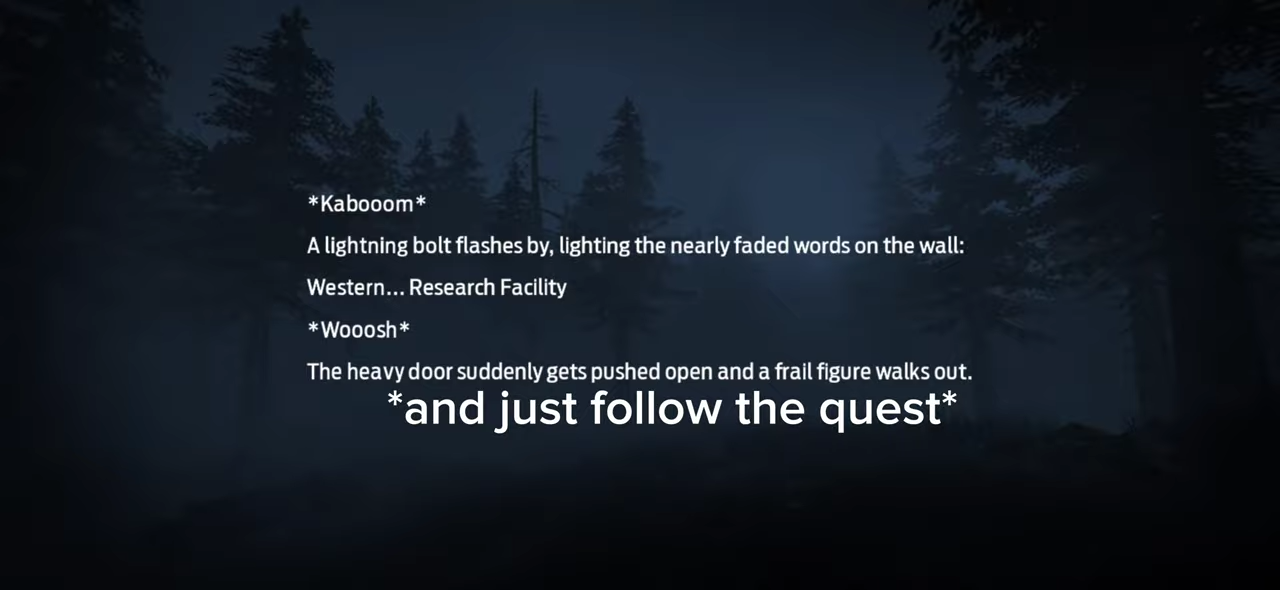 *Kabooom*
A lightning bolt flashes by, lighting the nearly faded words on the wall:
Western... Research Facility
*Wooosh*
The heavy door suddenly gets pushed open and a frail figure walks out.
*and just follow the quest*